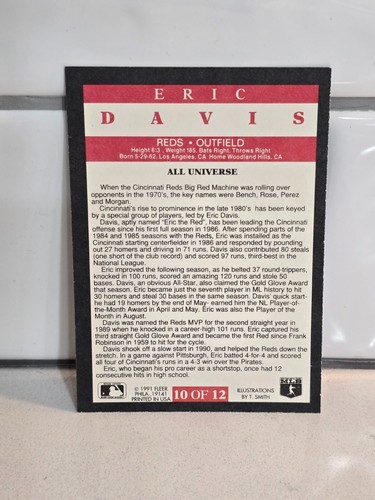 ERIC
DAVIS
REDS • OUTFIELD
Height 6-3 . Weight 185, Bats Right, Throws Right
Born 5-29-62, Los Angeles, CA Home Woodland Hills, CA
ALL UNIVERSE
When the Cincinnati Reds Big Red Machine was rolling over
opponents in the 1970's, the key names were Bench, Rose, Perez
and Morgan.
Cincinnati's rise to prominence in the late 1980's has been keyed
by a special group of players, led by Eric Davis.
Davis, aptly named "Eric the Red", has been leading the Cincinnati
offense since his first full season in 1986. After spending parts of the
1984 and 1985 seasons with the Reds, Eric was installed as the
Cincinnati starting centerfielder in 1986 and responded by pounding
out 27 homers and driving in 71 runs. Davis also contributed 80 steals
(one short of the club record) and scored 97 runs, third-best in the
National League.
Eric improved the following season, as he belted 37 round-trippers,
knocked in 100 runs, scored an amazing 120 runs and stole 50
bases. Davis, an obvious All-Star, also claimed the Gold Glove Award
that season. Eric became just the seventh player in ML history to hit
30 homers and steal 30 bases in the same season. Davis' quick start-
he had 19 homers by the end of May- earned him the NL Player-of-
the-Month Award in April and May. Eric was also the Player of the
Month in August.
Davis was named the Reds MVP for the second straight year in
1989 when he knocked in a career-high 101 runs. Eric captured his
third straight Gold Glove Award and became the first Red since Frank
Robinson in 1959 to hit for the cycle.
Davis shook off a slow start in 1990, and helped the Reds down the
stretch. In a game against Pittsburgh, Eric batted 4-for-4 and scored
all four of Cincinnati's runs in a 4-3 win over the Pirates.
Eric, who began his pro career as a shortstop, once had 12
consecutive hits in high school.
© 1991 FLEER
PHILA., 19141
PRINTED IN USA
10 OF 12
ILLUSTRATIONS
BY T. SMITH